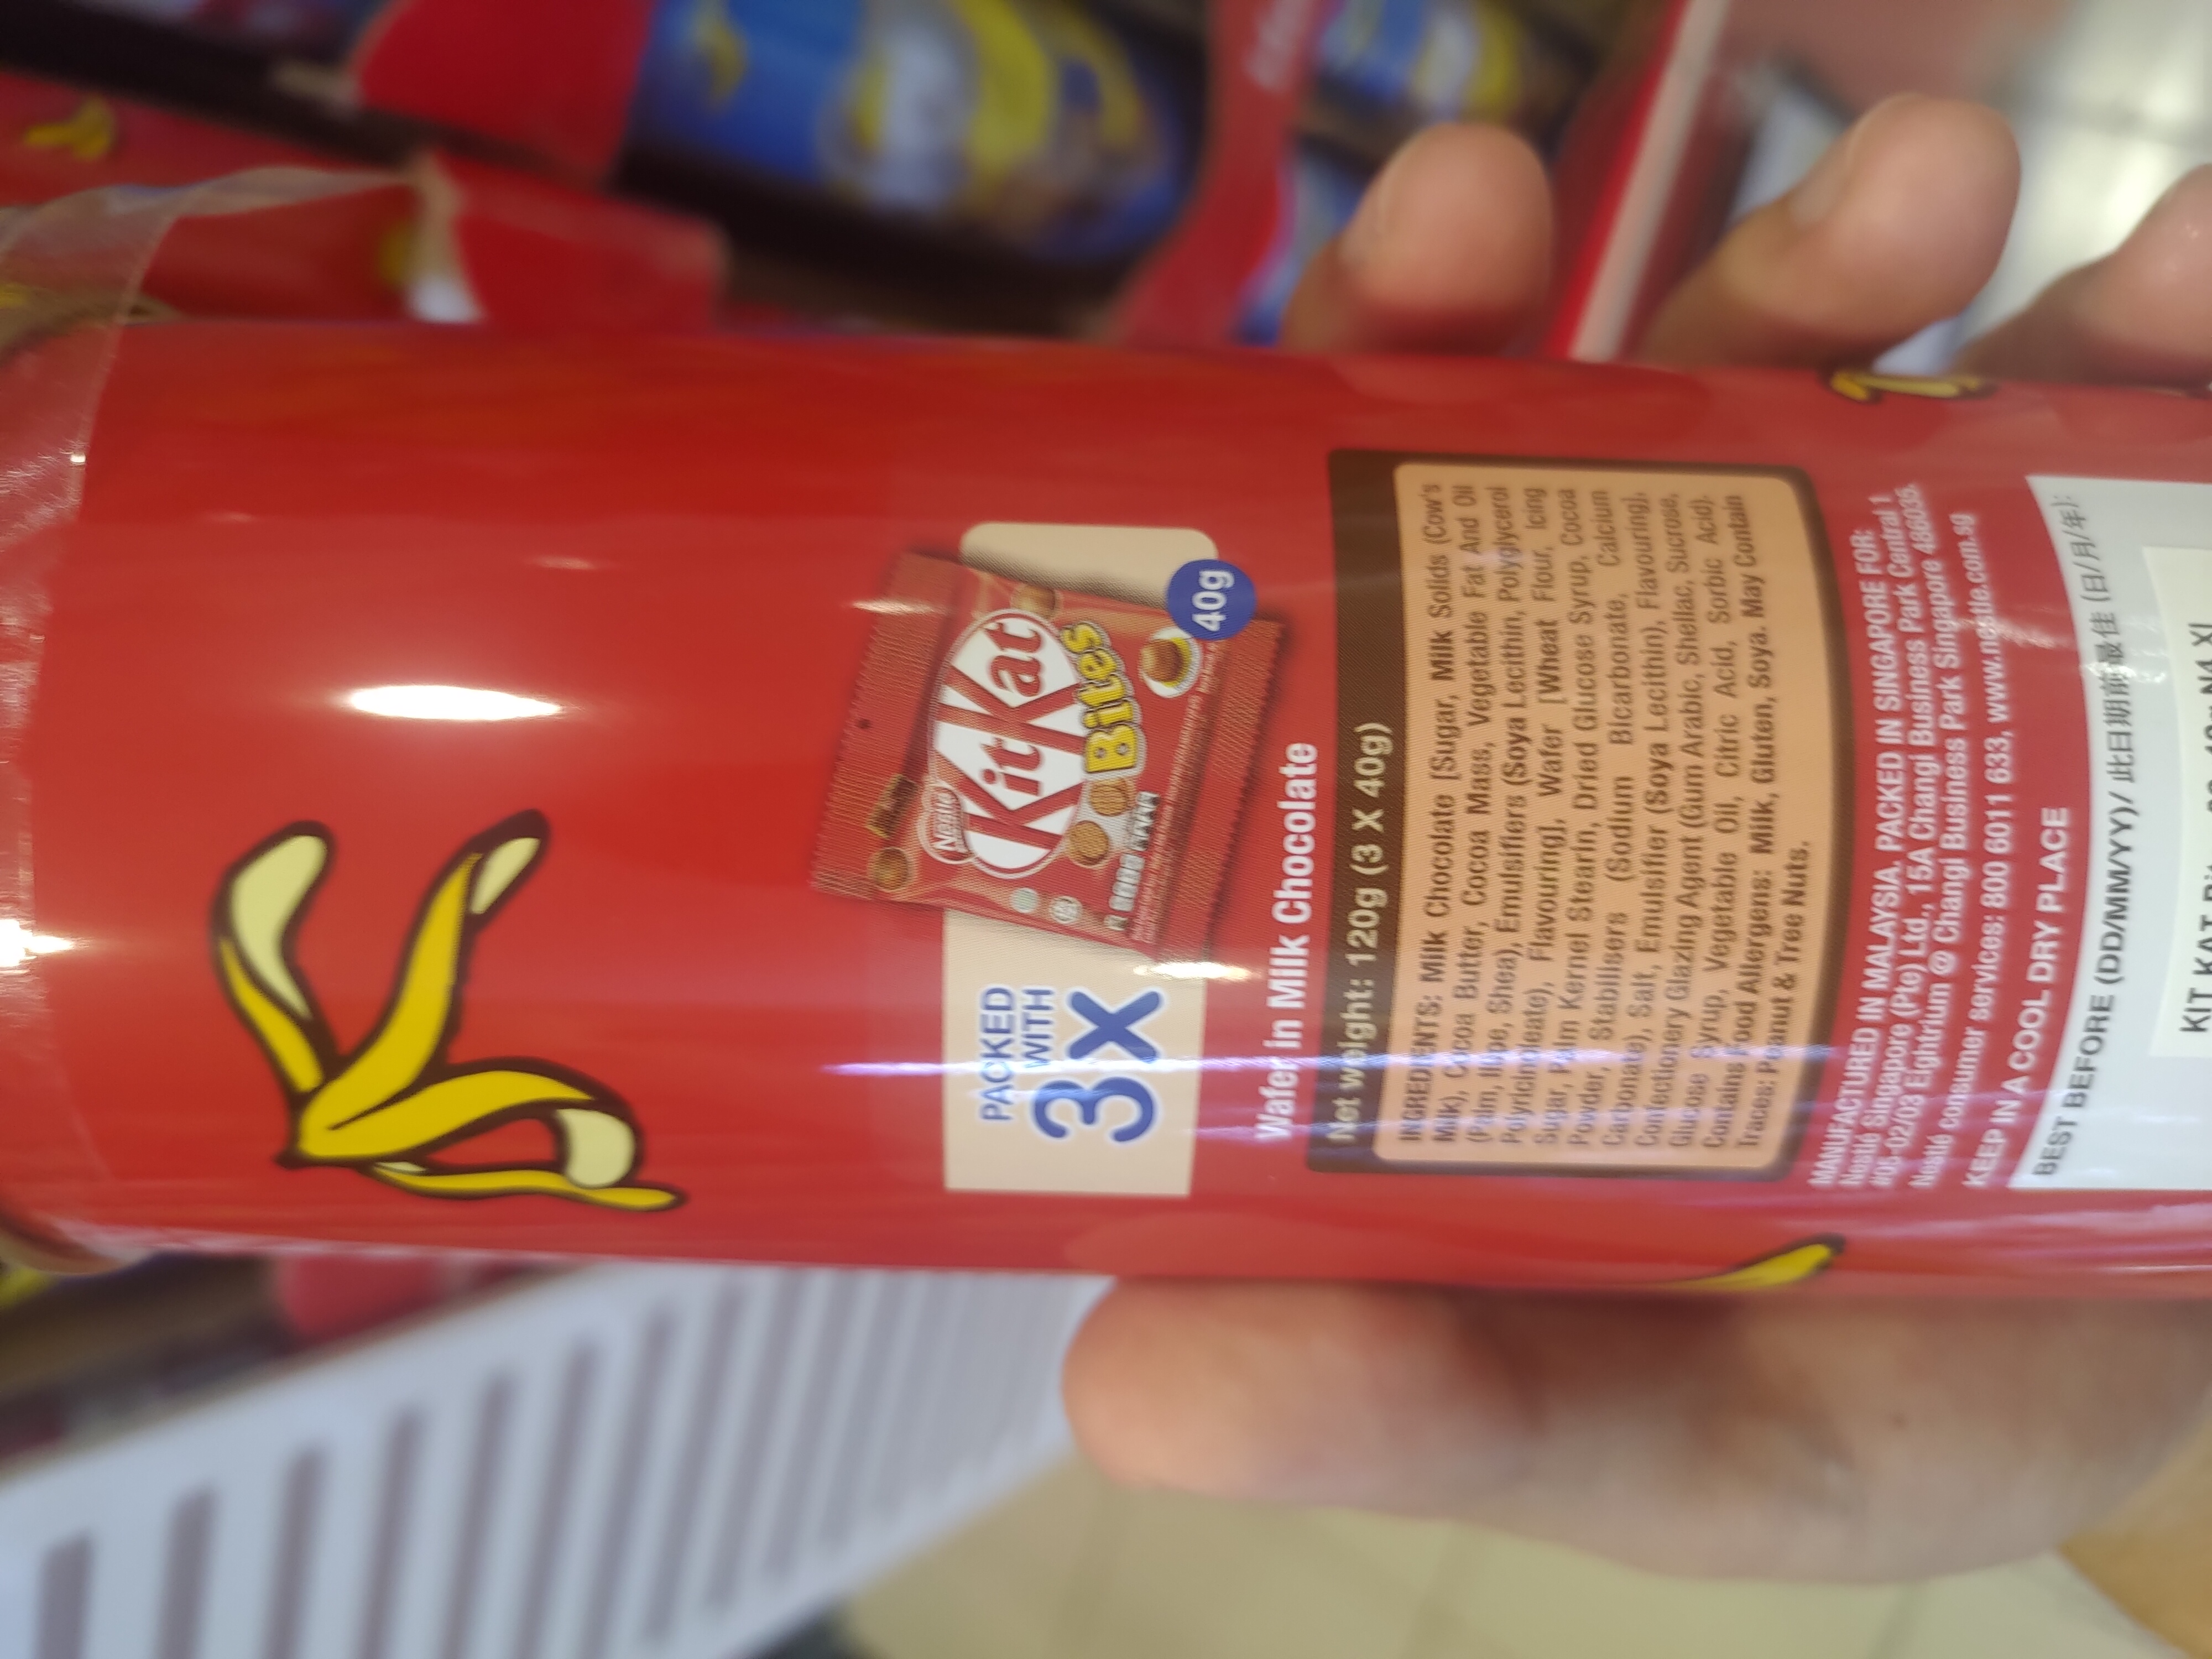 PACKED
WITH
3x
Nestle
KitKat
Bites
40g
Wafer in Milk Chocolate
Net weight: 120g (3 X 40g)
INGREDIENTS: Milk Chocolate [Sugar, Milk Solids (Cow's
Milk), Cocoa Butter, Cocoa Mass, Vegetable Fat And Oil
(Palm, Illipe, Shea), Emulsifiers (Soya Lecithin, Polyglycerol
Polyricinoleate), Flavouring], Wafer [Wheat Flour, Icing
Sugar, Palm Kernel Stearin, Dried Glucose Syrup, Cocoa
Powder, Stabilisers (Sodium Bicarbonate, Calcium
Carbonate), Salt, Emulsifier (Soya Lecithin), Flavouring],
Confectionery Glazing Agent (Gum Arabic, Shellac, Sucrose,
Glucose Syrup, Vegetable Oil, Citric Acid, Sorbic Acid).
Contains Food Allergens: Milk, Gluten, Soya. May Contain
Traces: Peanut & Tree Nuts.
MANUFACTURED IN MALAYSIA. PACKED IN SINGAPORE FOR:
Nestlé Singapore (Pte) Ltd., 15A Changi Business Park Central 1
#05-02/03 Eightrium @ Changi Business Park Singapore 486035.
Nestlé consumer services: 800 6011 633, www.nestle.com.sg
KEEP IN A COOL DRY PLACE
BEST BEFORE (DD/MM/YY)/ 此日期前最佳 (日/月/年):
KIT KAT